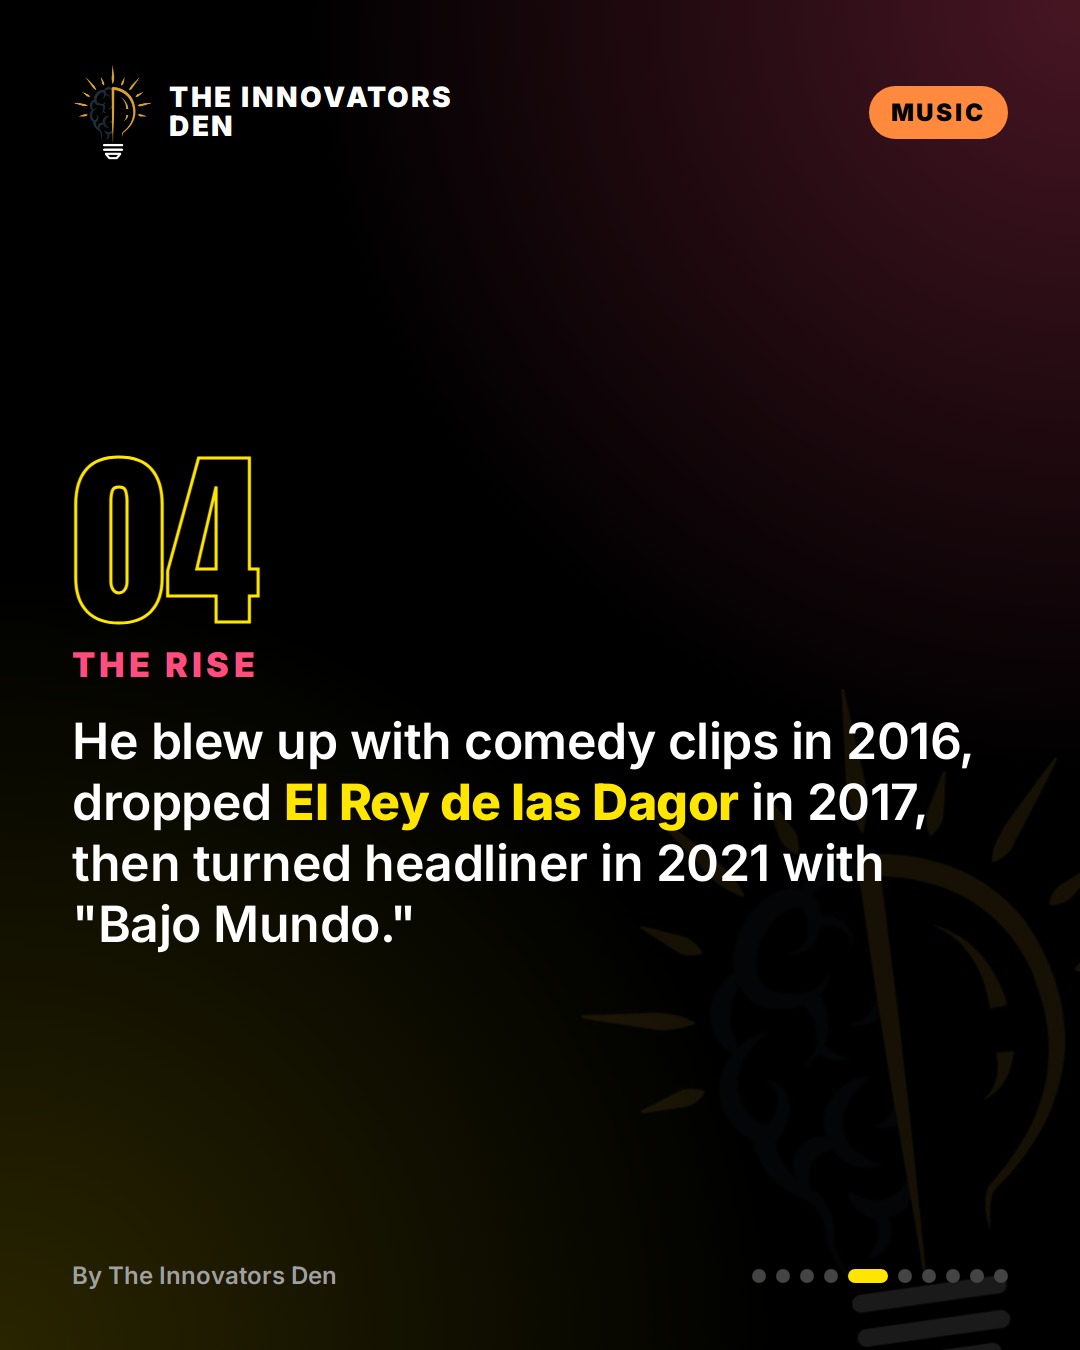 THE INNOVATORS
DEN
MUSIC
04
THE RISE
He blew up with comedy clips in 2016,
dropped El Rey de las Dagor in 2017,
then turned headliner in 2021 with
"Bajo Mundo."
By The Innovators Den